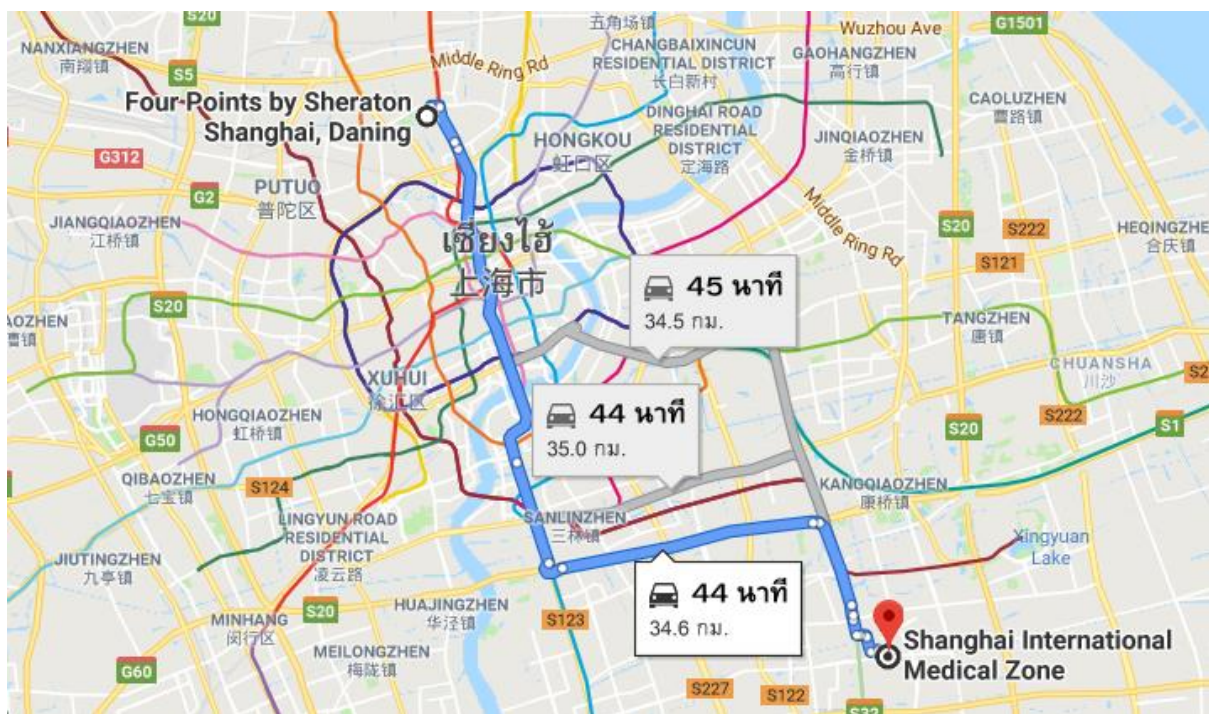 S20
NANXIANGZHEN
南翔镇
S5
Middle Ring Rd
五角场镇
CHANGBAIXINCUN
RESIDENTIAL DISTRICT
长白新村
Wuzhou Ave
GAOHANGZHEN
高行镇
G1501
Four Points by Sheraton
Shanghai, Daning
DINGHAI ROAD
RESIDENTIAL
DISTRICT
定海路
CAOLUZHEN
曹路镇
HONGKOU
虹口区
JINQIAOZHEN
金桥镇
G312
G2
PUTUO
普陀区
JIANGQIAOZHEN
江桥镇
Middle Ring Rd
S20
S222
HEQINGZHEN
合庆镇
เซี่ยงไฮ้
上海市
S121
45 นาที
34.5 กม.
S20
TANGZHEN
唐镇
CHUANSHA
川沙
XUHUI
徐汇区
44 นาที
35.0 กม.
HONGQIAOZHEN
虹桥镇
G50
S222
S20
S1
QIBAOZHEN
七宝镇
S124
KANGQIAOZHEN
康桥镇
LINGYUN ROAD
RESIDENTIAL
DISTRICT
凌云路
SANLINZHEN
三林镇
Xingyuan
Lake
JIUTINGZHEN
九亭镇
44 นาที
34.6 กม.
S20
HUAJINGZHEN
华泾镇
S123
MINHANG
闵行区
Shanghai International
Medical Zone
MEILONGZHEN
梅陇镇
G60
S227
S122
S32